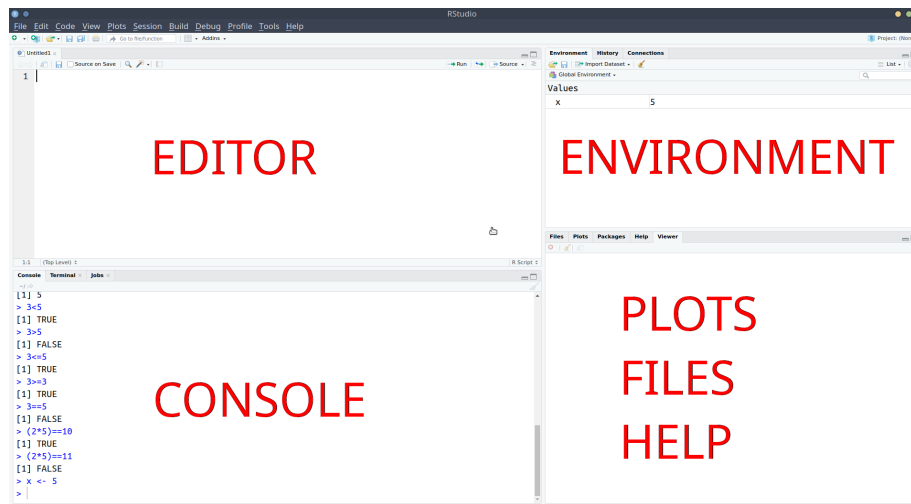 RStudio
File Edit Code View Plots Session Build Debug Profile Tools Help
Go to file/function Addins Project: (Non
Untitled1
Source on Save Run Source
1
EDITOR
1:1 (Top Level) R Script
Console Terminal Jobs
~/
[1] 5
> 3<5
[1] TRUE
> 3>5
[1] FALSE
> 3<=5
[1] TRUE
> 3>=3
[1] TRUE
> 3==5
[1] FALSE
> (2*5)==10
[1] TRUE
> (2*5)==11
[1] FALSE
> x <- 5
>
CONSOLE
Environment History Connections
Import Dataset List
Global Environment
Values
x 5
ENVIRONMENT
Files Plots Packages Help Viewer
PLOTS
FILES
HELP